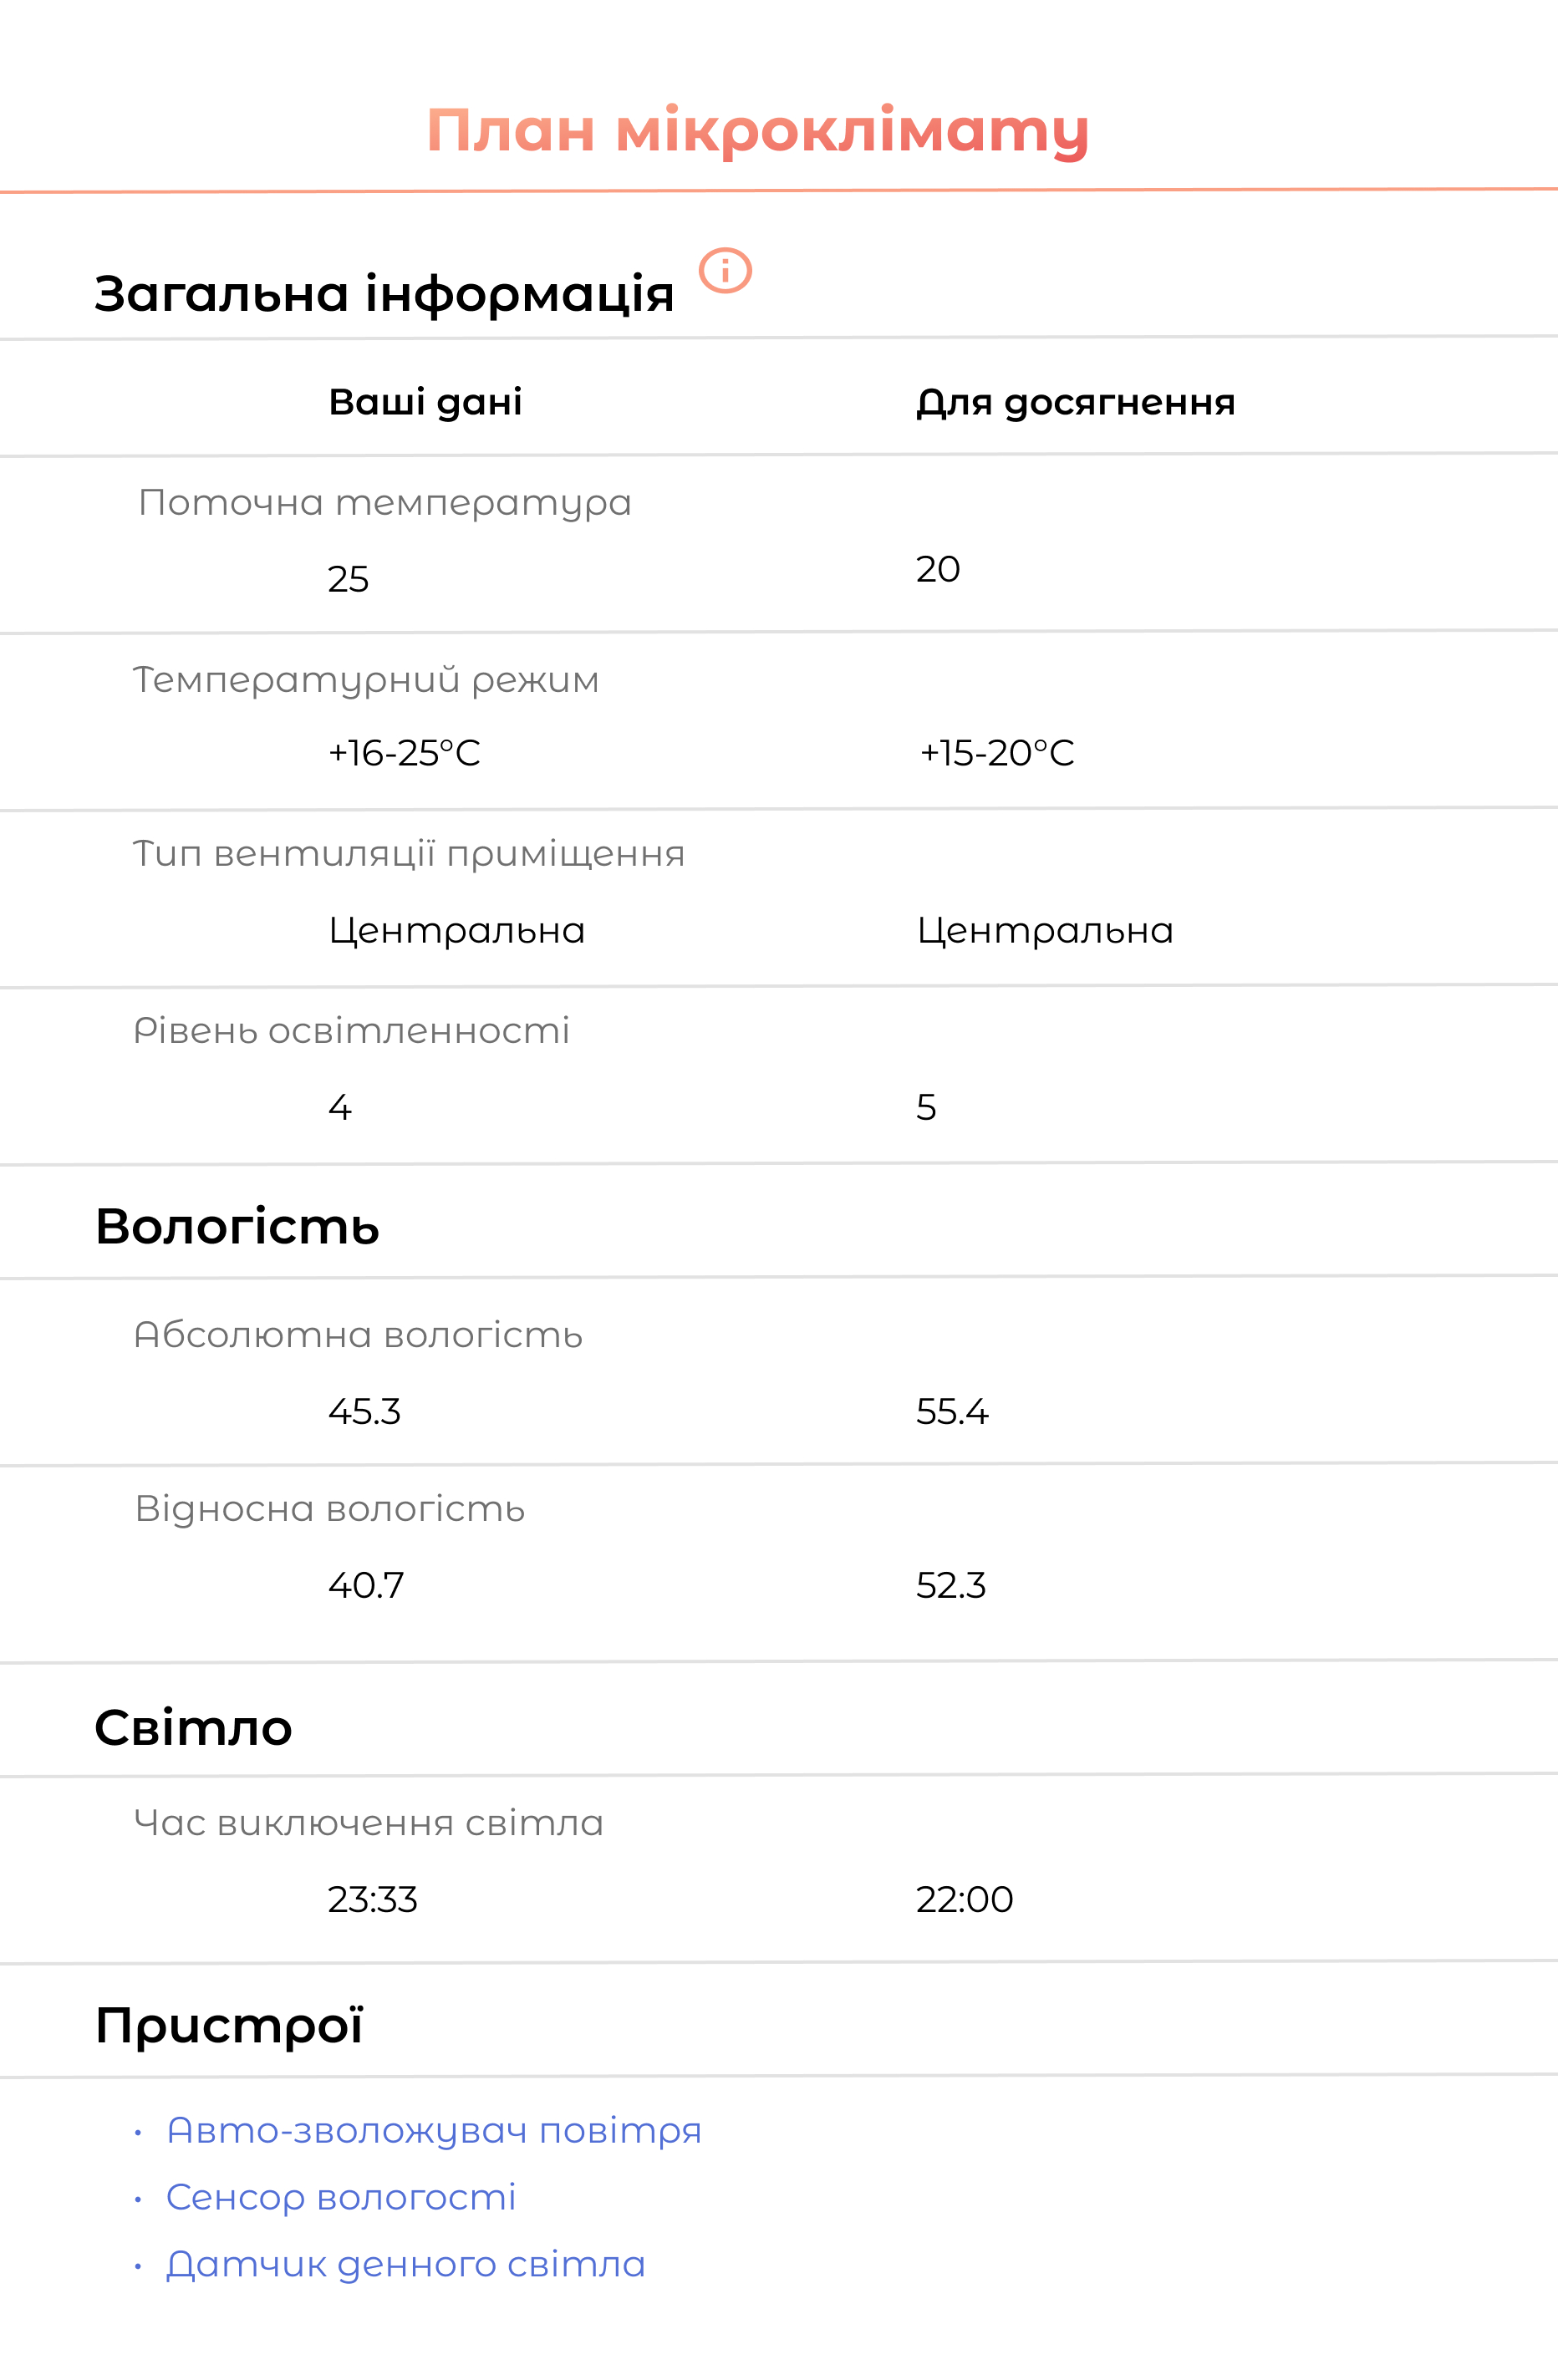 План мікроклімату
Загальна інформація i
Ваші дані Для досягнення
Поточна температура
25 20
Температурний режим
+16-25°C +15-20°C
Тип вентиляції приміщення
Центральна Центральна
Рівень освітленності
4 5
Вологість
Абсолютна вологість
45.3 55.4
Відносна вологість
40.7 52.3
Світло
Час виключення світла
23:33 22:00
Пристрої
• Авто-зволожувач повітря
• Сенсор вологості
• Датчик денного світла